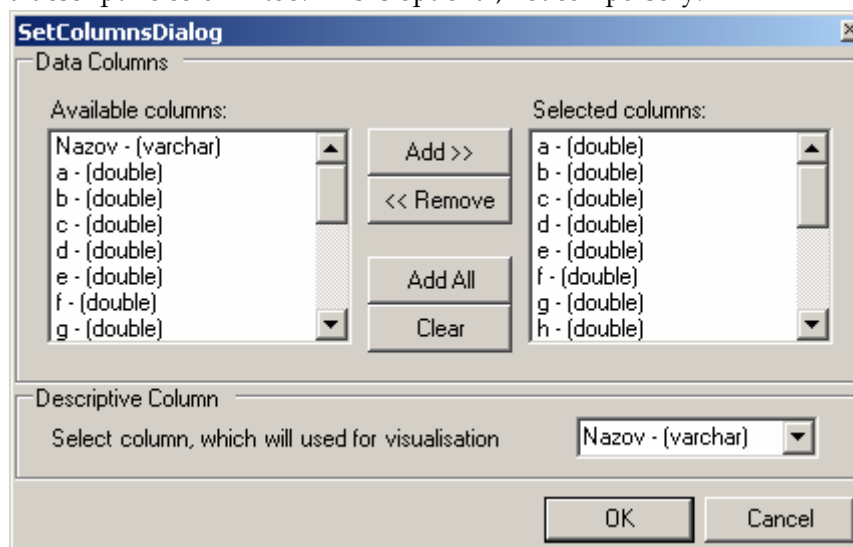 SetColumnsDialog
Data Columns
Available columns:
Nazov - (varchar)
a - (double)
b - (double)
c - (double)
d - (double)
e - (double)
f - (double)
g - (double)
Add >>
<< Remove
Add All
Clear
Selected columns:
a - (double)
b - (double)
c - (double)
d - (double)
e - (double)
f - (double)
g - (double)
h - (double)
Descriptive Column
Select column, which will used for visualisation
Nazov - (varchar)
OK
Cancel